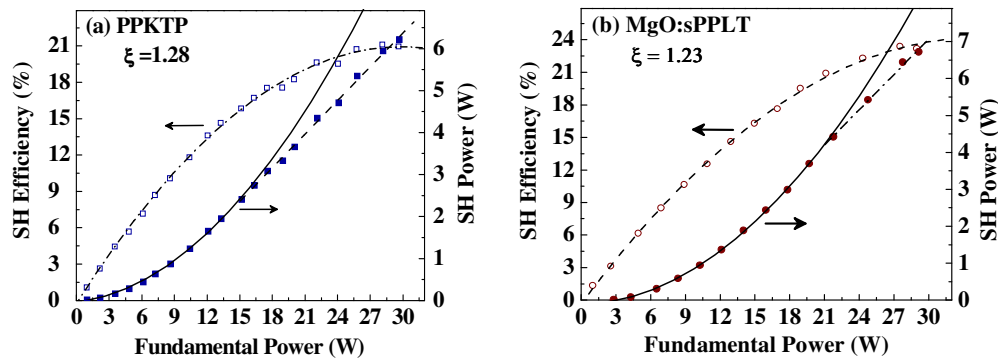 (a) PPKTP
ξ =1.28
SH Efficiency (%)
21
18
15
12
9
6
3
0
SH Power (W)
6
5
4
3
2
1
0
0 3 6 9 12 15 18 21 24 27 30
Fundamental Power (W)
(b) MgO:sPPLT
ξ = 1.23
SH Efficiency (%)
24
21
18
15
12
9
6
3
0
SH Power (W)
7
6
5
4
3
2
1
0
0 3 6 9 12 15 18 21 24 27 30
Fundamental Power (W)